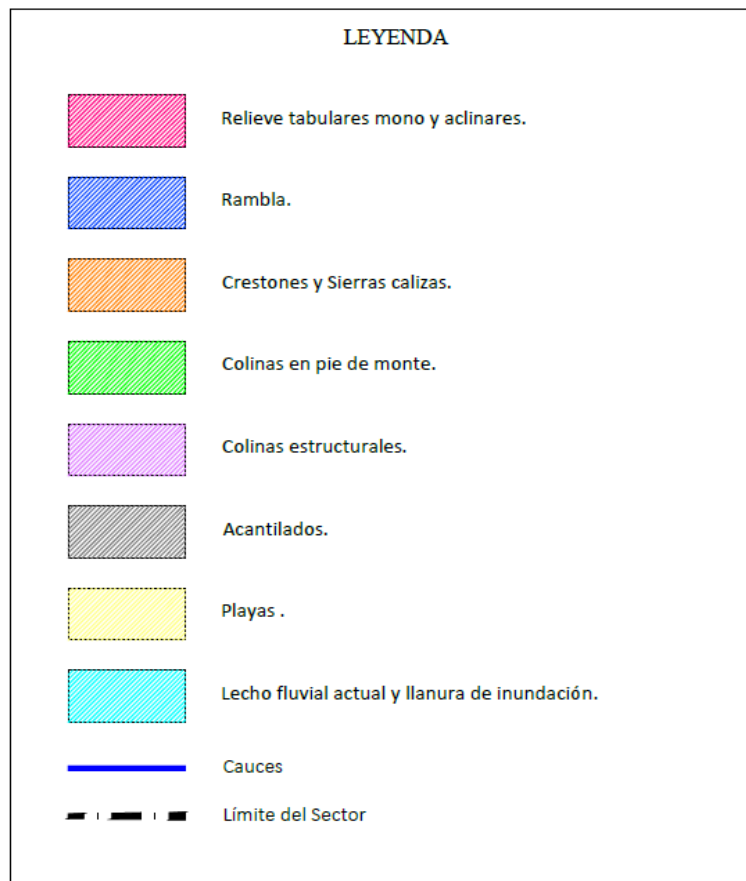 LEYENDA
Relieve tabulares mono y aclinares.
Rambla.
Crestones y Sierras calizas.
Colinas en pie de monte.
Colinas estructurales.
Acantilados.
Playas .
Lecho fluvial actual y llanura de inundación.
Cauces
Límite del Sector